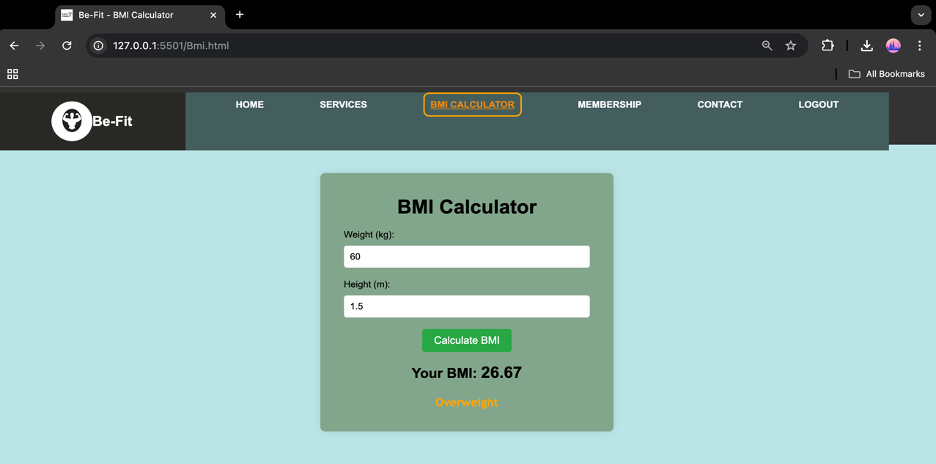 Be-Fit - BMI Calculator
127.0.0.1:5501/Bmi.html
All Bookmarks
Be-Fit
HOME SERVICES BMI CALCULATOR MEMBERSHIP CONTACT LOGOUT
BMI Calculator
Weight (kg):
60
Height (m):
1.5
Calculate BMI
Your BMI: 26.67
Overweight